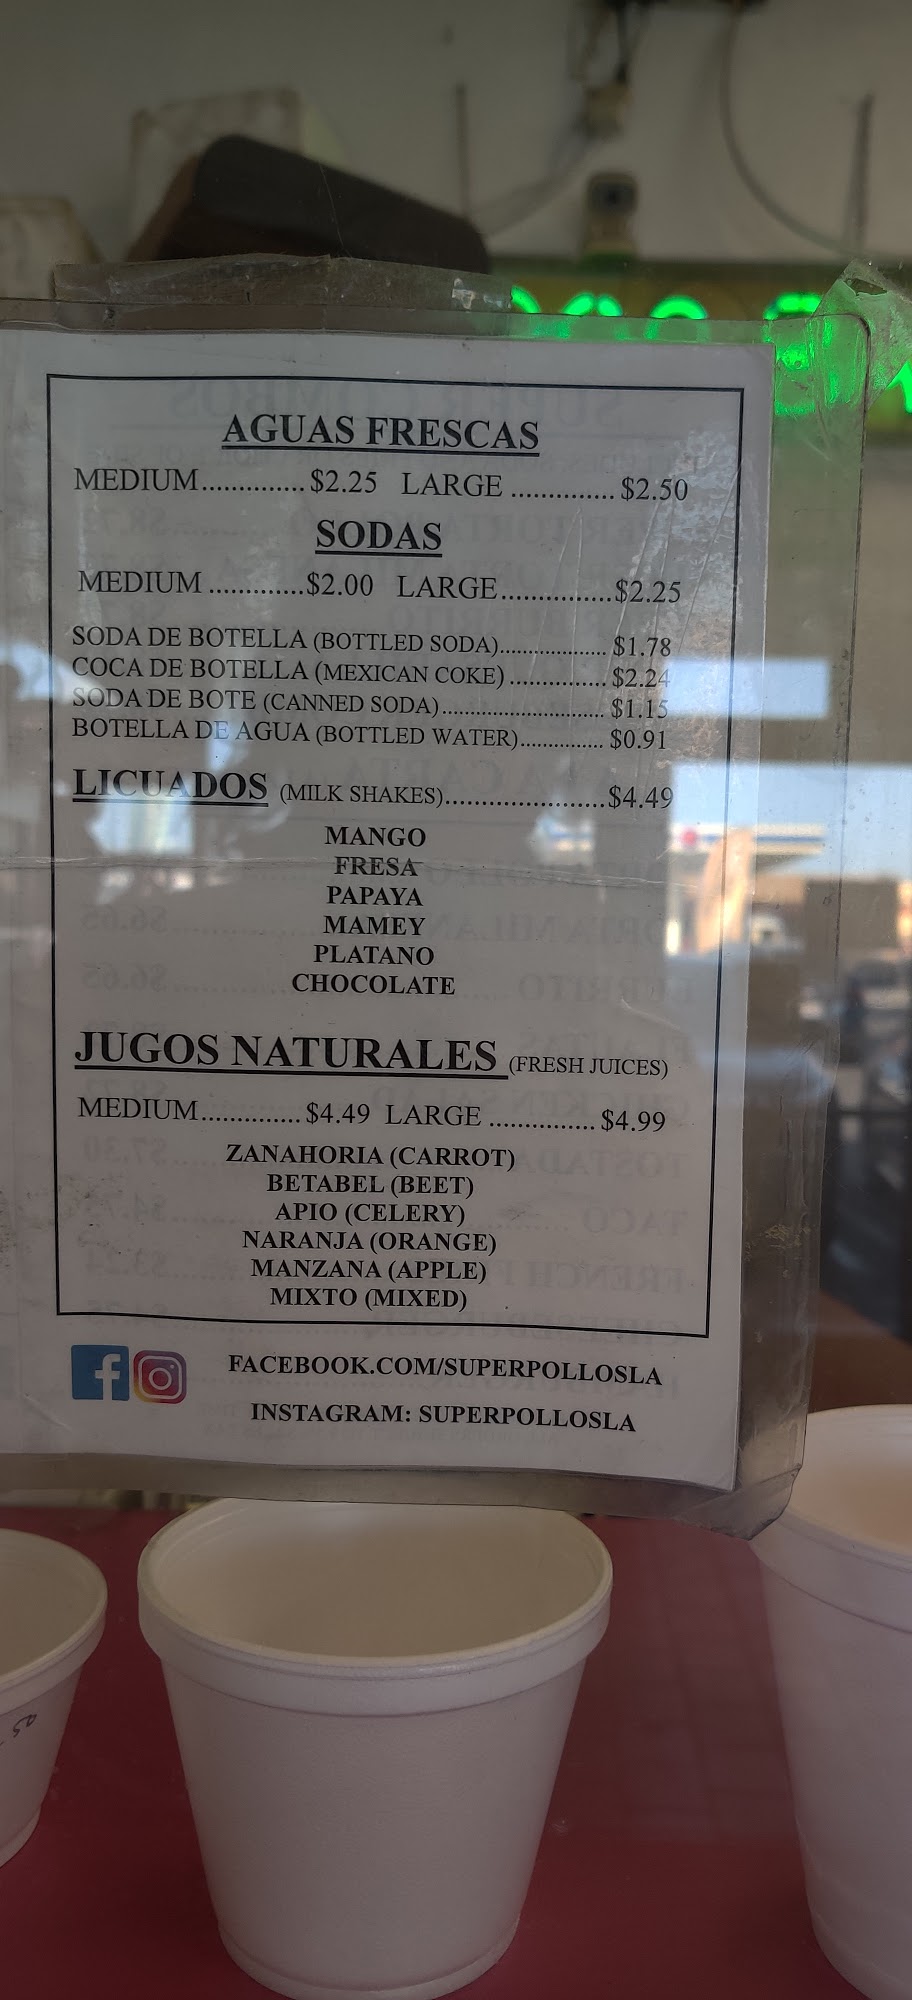 AGUAS FRESCAS
MEDIUM.............$2.25 LARGE ..............$2.50
SODAS
MEDIUM ............$2.00 LARGE................$2.25
SODA DE BOTELLA (BOTTLED SODA)...................$1.78
COCA DE BOTELLA (MEXICAN COKE) .................$2.24
SODA DE BOTE (CANNED SODA).............................$1.15
BOTELLA DE AGUA (BOTTLED WATER)...............$0.91
LICUADOS (MILK SHAKES).......................$4.49
MANGO
FRESA
PAPAYA
MAMEY
PLATANO
CHOCOLATE
JUGOS NATURALES (FRESH JUICES)
MEDIUM.............$4.49 LARGE ...............$4.99
ZANAHORIA (CARROT)
BETABEL (BEET)
APIO (CELERY)
NARANJA (ORANGE)
MANZANA (APPLE)
MIXTO (MIXED)
FACEBOOK.COM/SUPERPOLLOSLA
INSTAGRAM: SUPERPOLLOSLA